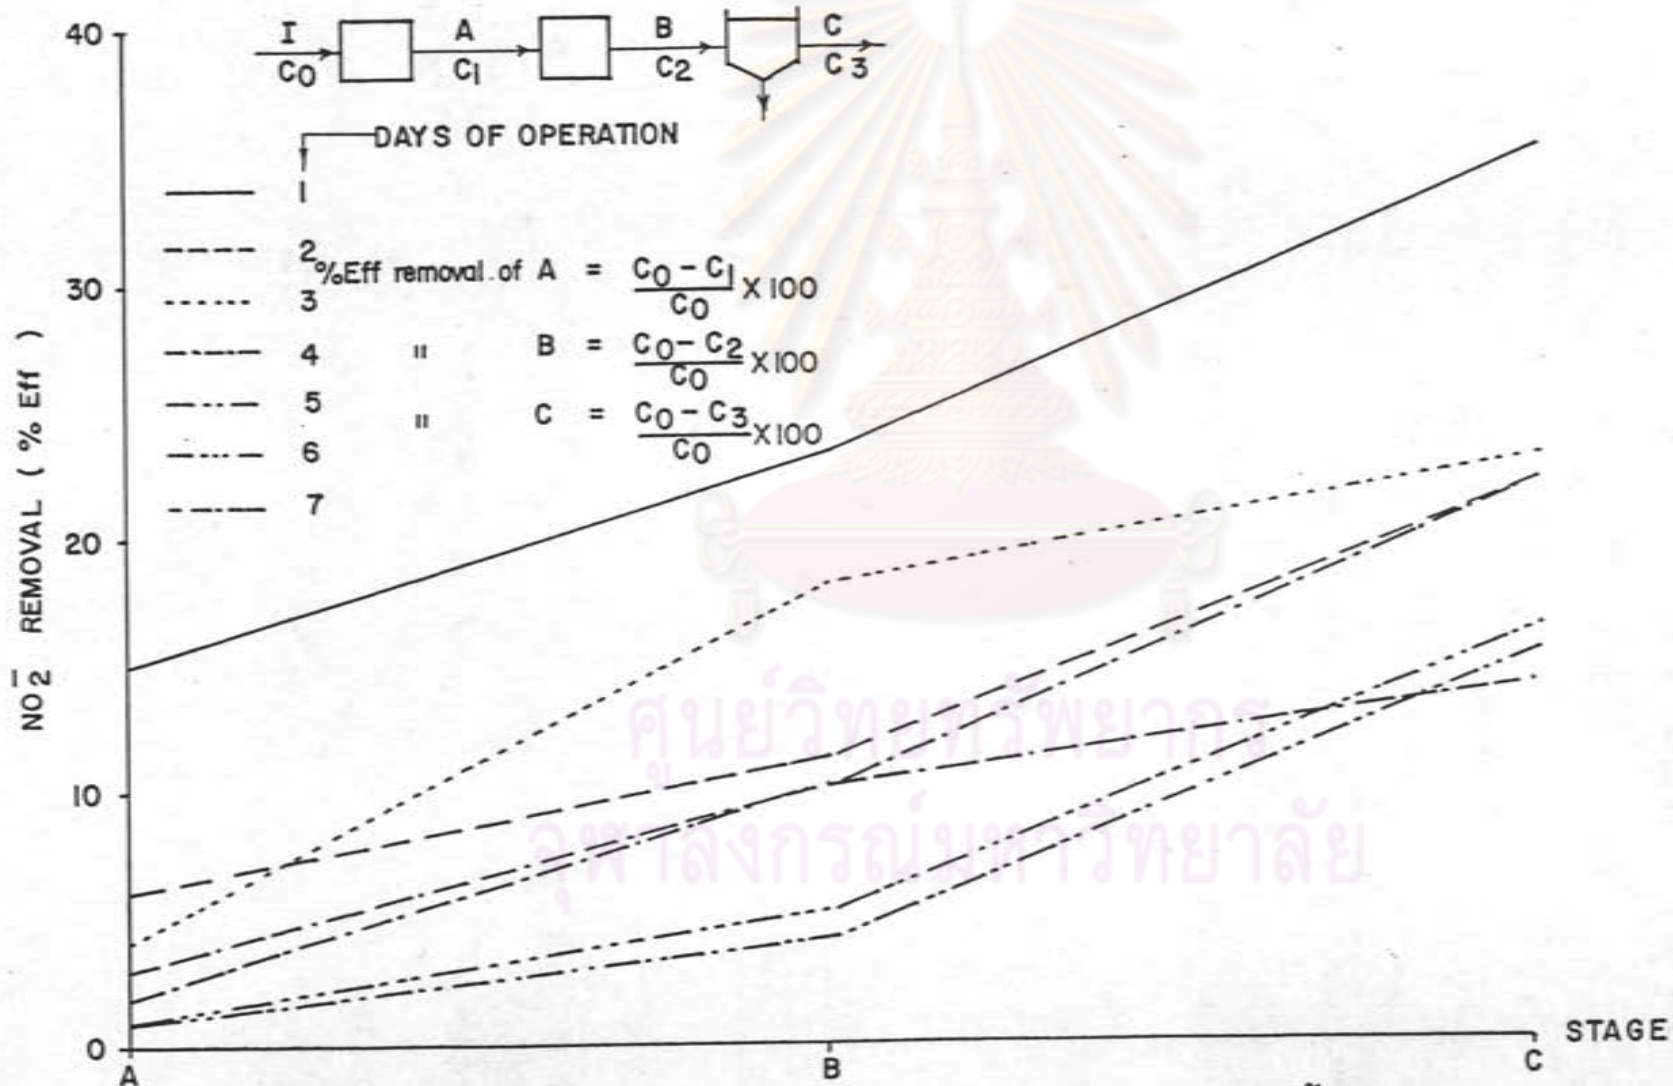 40
I A B C
C0 C1 C2 C3
DAYS OF OPERATION
1
2
%Eff removal of A = C0 - C1 / C0 X 100
30
3
4 " B = C0 - C2 / C0 X 100
5
" C = C0 - C3 / C0 X 100
6
7
20
NO2‾ REMOVAL ( % Eff )
ศูนย์วิทยทรัพยากร
10
จุฬาลงกรณ์มหาวิทยาลัย
0
STAGE
A B C